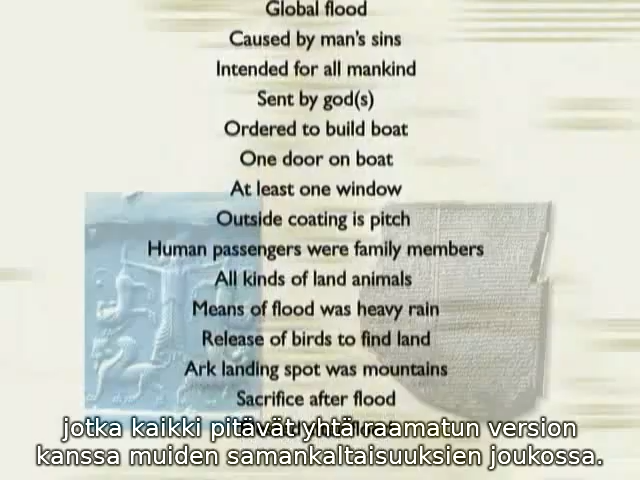 Global flood
Caused by man's sins
Intended for all mankind
Sent by god(s)
Ordered to build boat
One door on boat
At least one window
Outside coating is pitch
Human passengers were family members
All kinds of land animals
Means of flood was heavy rain
Release of birds to find land
Ark landing spot was mountains
Sacrifice after flood
jotka kaikki pitävät yhtä raamatun version
kanssa muiden samankaltaisuuksien joukossa.